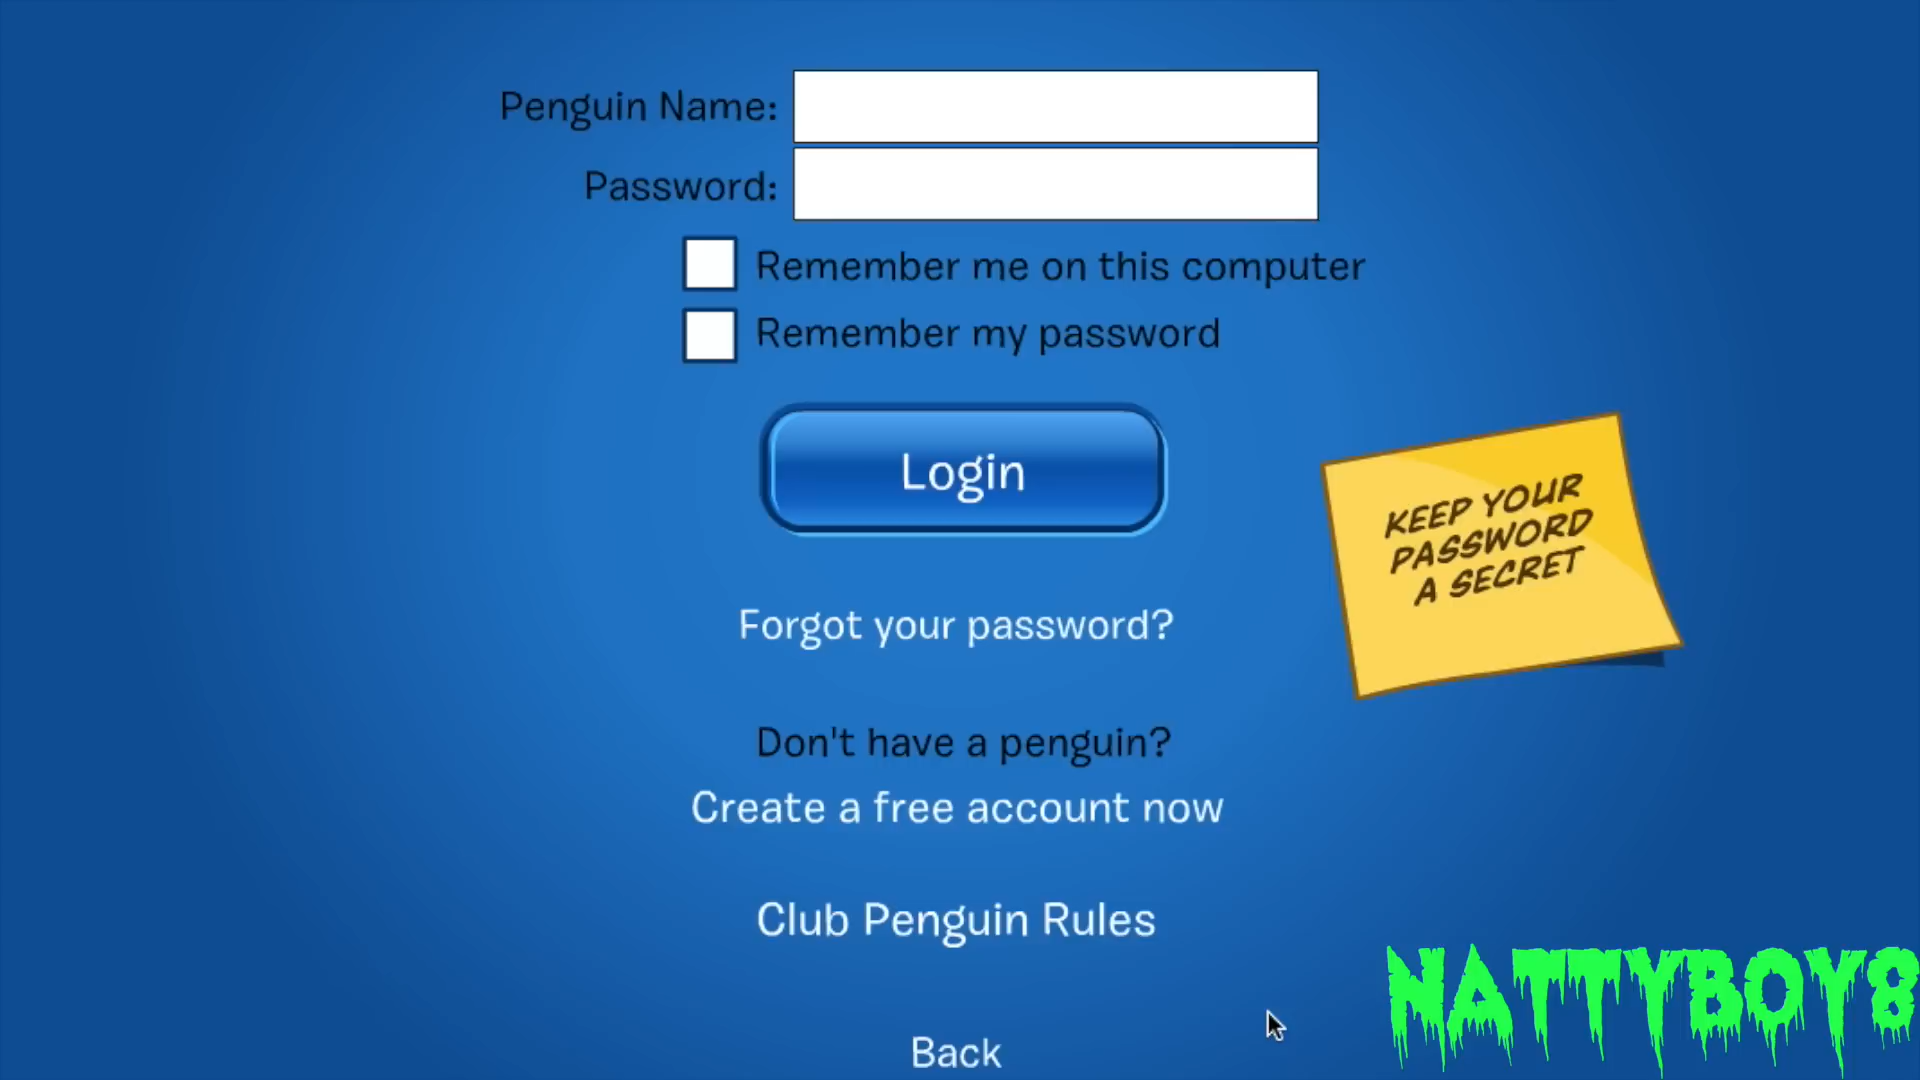 Penguin Name:
Password:
Remember me on this computer
Remember my password
Login
KEEP YOUR
PASSWORD
A SECRET
Forgot your password?
Don't have a penguin?
Create a free account now
Club Penguin Rules
Back
NATTYBOY8